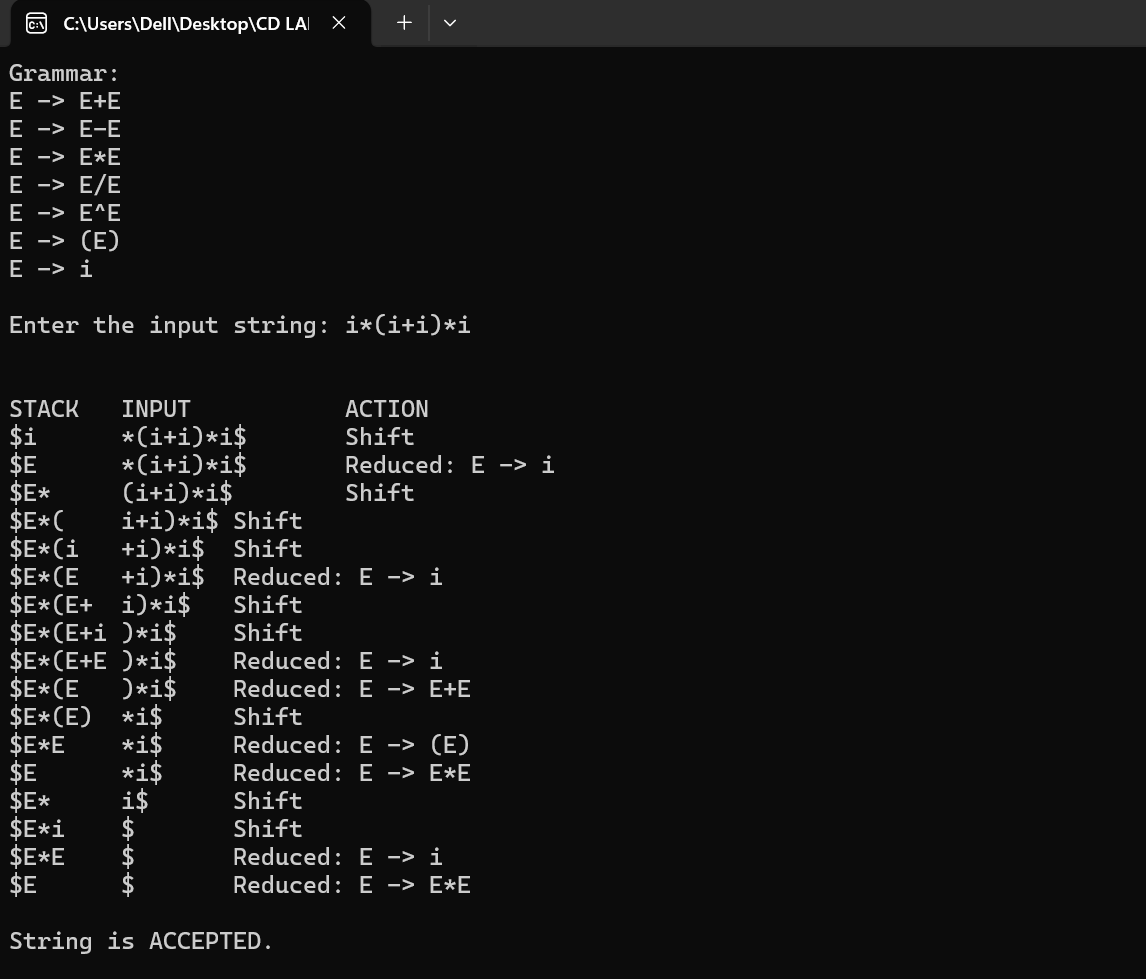 C:\Users\Dell\Desktop\CD LA
Grammar:
E -> E+E
E -> E-E
E -> E*E
E -> E/E
E -> E^E
E -> (E)
E -> i
Enter the input string: i*(i+i)*i
STACK INPUT ACTION
$i *(i+i)*i$ Shift
$E *(i+i)*i$ Reduced: E -> i
$E* (i+i)*i$ Shift
$E*( i+i)*i$ Shift
$E*(i +i)*i$ Shift
$E*(E +i)*i$ Reduced: E -> i
$E*(E+ i)*i$ Shift
$E*(E+i )*i$ Shift
$E*(E+E )*i$ Reduced: E -> i
$E*(E )*i$ Reduced: E -> E+E
$E*(E) *i$ Shift
$E*E *i$ Reduced: E -> (E)
$E *i$ Reduced: E -> E*E
$E* i$ Shift
$E*i $ Shift
$E*E $ Reduced: E -> i
$E $ Reduced: E -> E*E
String is ACCEPTED.